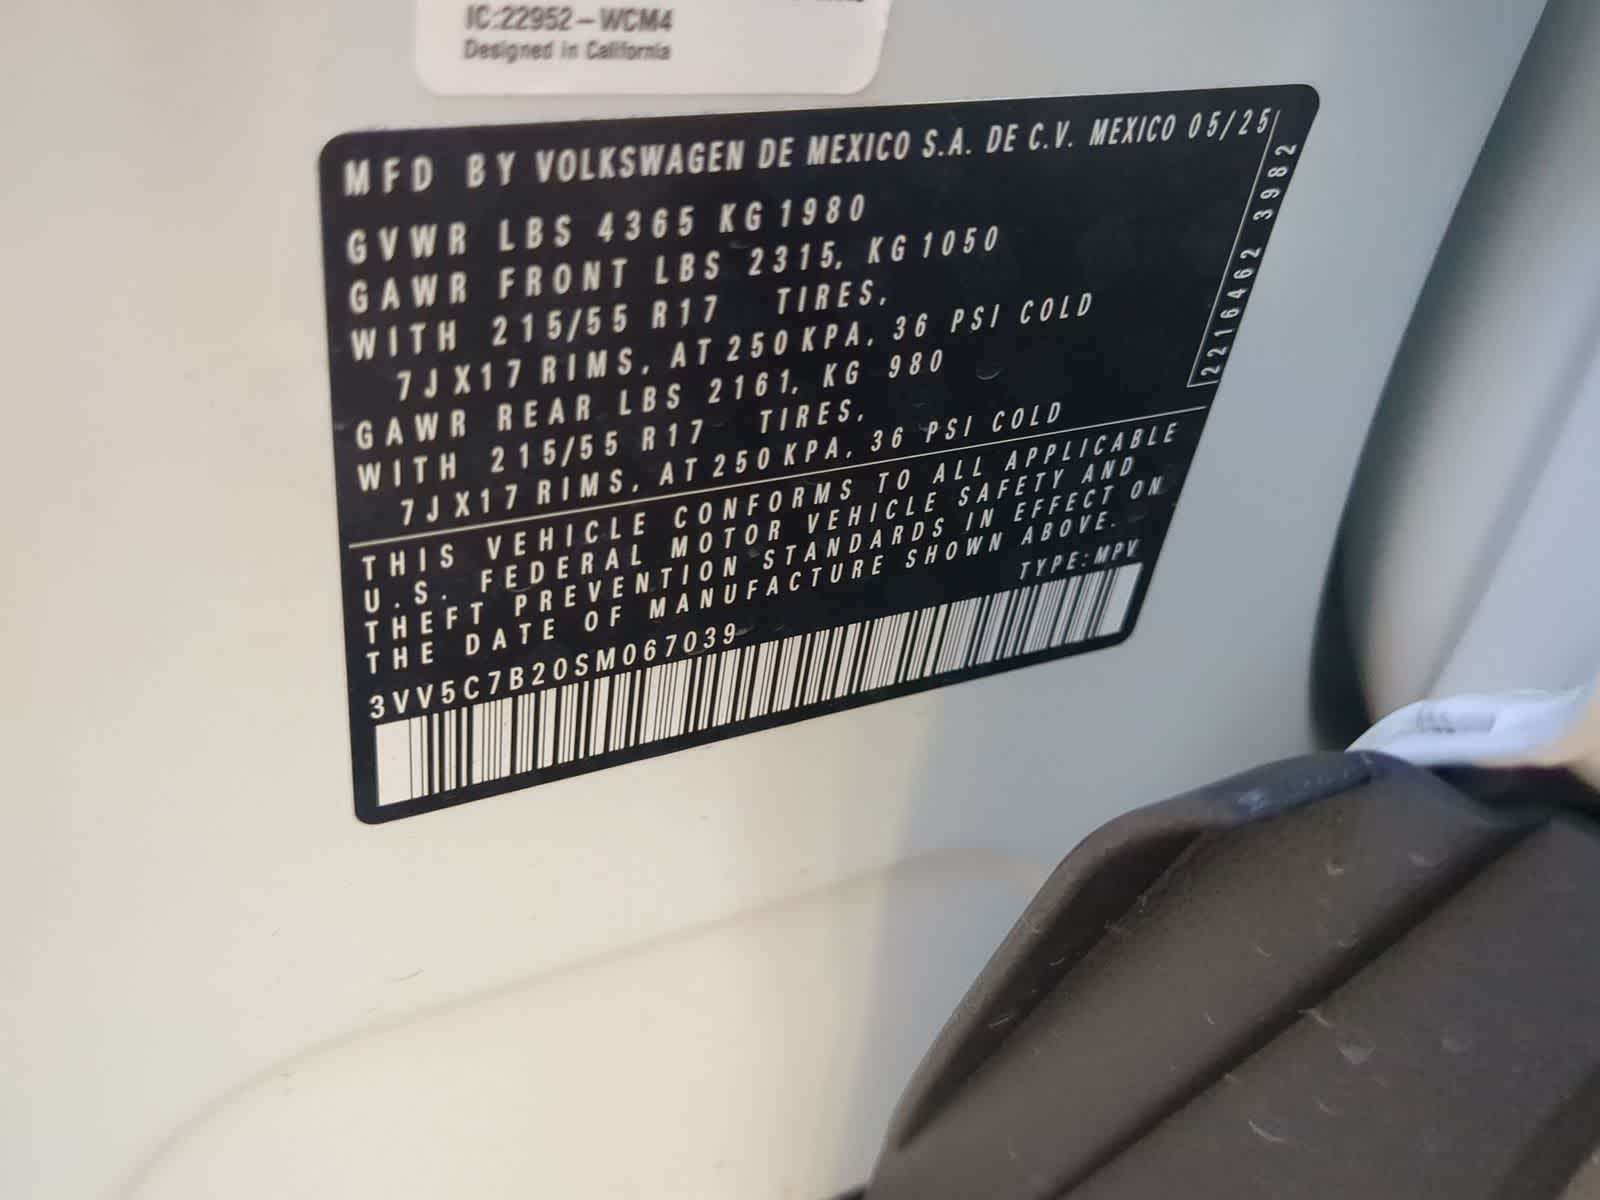 IC:22952-WCM4
Designed in California
MFD BY VOLKSWAGEN DE MEXICO S.A. DE C.V. MEXICO 05/25
GVWR LBS 4365 KG 1980
GAWR FRONT LBS 2315, KG 1050
WITH 215/55 R17 TIRES,
7JX17 RIMS, AT 250 KPA, 36 PSI COLD
GAWR REAR LBS 2161, KG 980
WITH 215/55 R17 TIRES,
7JX17 RIMS, AT 250 KPA, 36 PSI COLD
2216462 3982
THIS VEHICLE CONFORMS TO ALL APPLICABLE
U.S. FEDERAL MOTOR VEHICLE SAFETY AND
THEFT PREVENTION STANDARDS IN EFFECT ON
THE DATE OF MANUFACTURE SHOWN ABOVE.
TYPE:MPV
3VV5C7B20SM067039